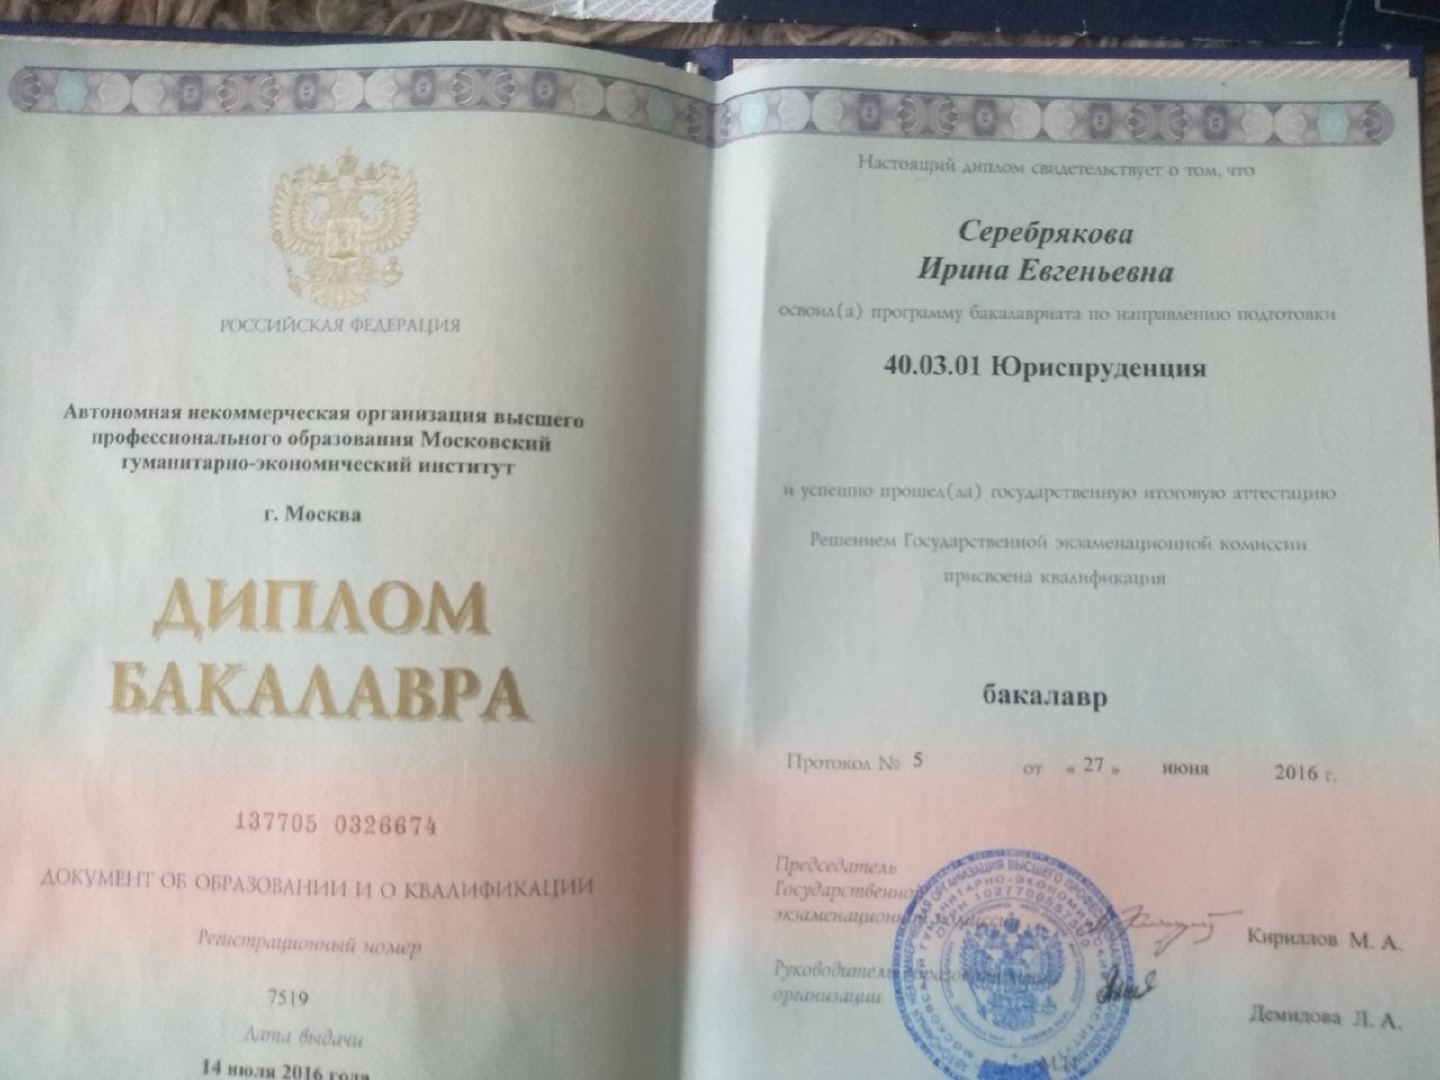 РОССИЙСКАЯ ФЕДЕРАЦИЯ
Автономная некоммерческая организация высшего
профессионального образования Московский
гуманитарно-экономический институт
г. Москва
ДИПЛОМ
БАКАЛАВРА
137705 0326674
ДОКУМЕНТ ОБ ОБРАЗОВАНИИ И О КВАЛИФИКАЦИИ
Регистрационный номер
7519
Дата выдачи
14 июля 2016 года
Настоящий диплом свидетельствует о том, что
Серебрякова
Ирина Евгеньевна
освоил(а) программу бакалавриата по направлению подготовки
40.03.01 Юриспруденция
и успешно прошел(ла) государственную итоговую аттестацию
Решением Государственной экзаменационной комиссии
присвоена квалификация
бакалавр
Протокол № 5 от « 27 » июня 2016 г.
Председатель
Государственной
экзаменационной комиссии
Кириллов М. А.
Руководитель образовательной
организации
Демидова Л. А.
М.П.